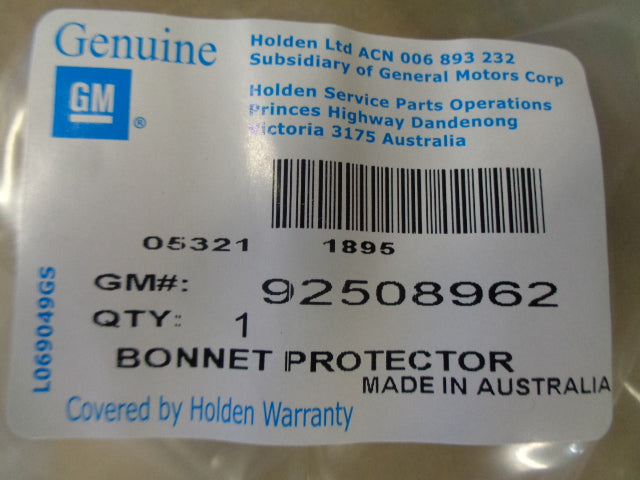 Genuine
GM
®
Holden Ltd ACN 006 893 232
Subsidiary of General Motors Corp
Holden Service Parts Operations
Princes Highway Dandenong
Victoria 3175 Australia
05321 1895
GM#: 92508962
QTY: 1
BONNET PROTECTOR
MADE IN AUSTRALIA
Covered by Holden Warranty
L069049GS